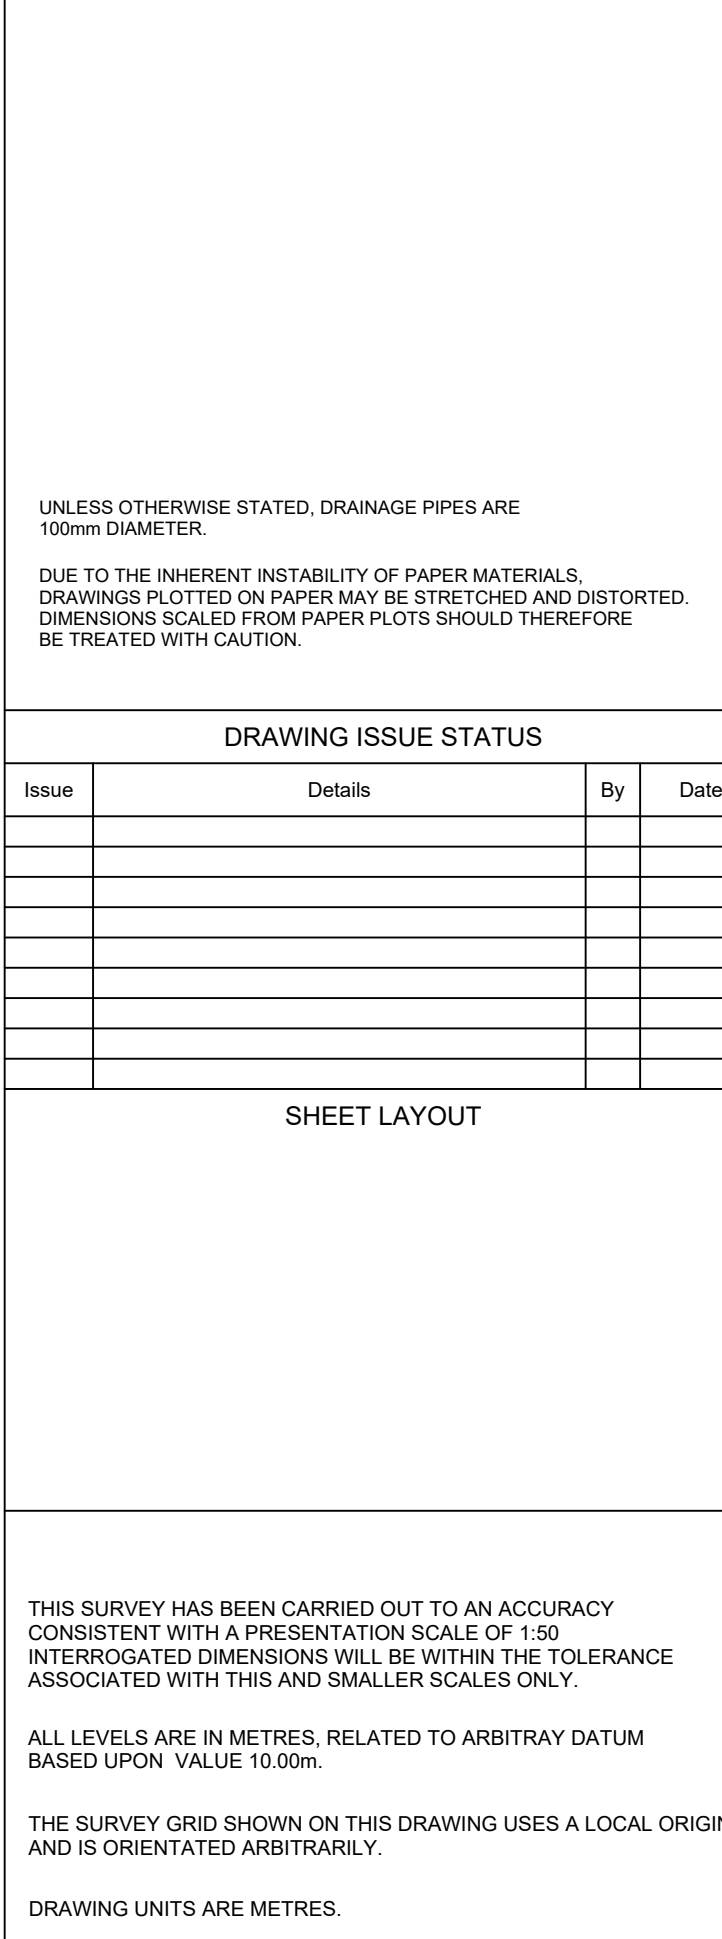 UNLESS OTHERWISE STATED, DRAINAGE PIPES ARE
100mm DIAMETER.
DUE TO THE INHERENT INSTABILITY OF PAPER MATERIALS,
DRAWINGS PLOTTED ON PAPER MAY BE STRETCHED AND DISTORTED.
DIMENSIONS SCALED FROM PAPER PLOTS SHOULD THEREFORE
BE TREATED WITH CAUTION.
DRAWING ISSUE STATUS
Issue Details By Date
SHEET LAYOUT
THIS SURVEY HAS BEEN CARRIED OUT TO AN ACCURACY
CONSISTENT WITH A PRESENTATION SCALE OF 1:50
INTERROGATED DIMENSIONS WILL BE WITHIN THE TOLERANCE
ASSOCIATED WITH THIS AND SMALLER SCALES ONLY.
ALL LEVELS ARE IN METRES, RELATED TO ARBITRAY DATUM
BASED UPON VALUE 10.00m.
THE SURVEY GRID SHOWN ON THIS DRAWING USES A LOCAL ORIGIN
AND IS ORIENTATED ARBITRARILY.
DRAWING UNITS ARE METRES.